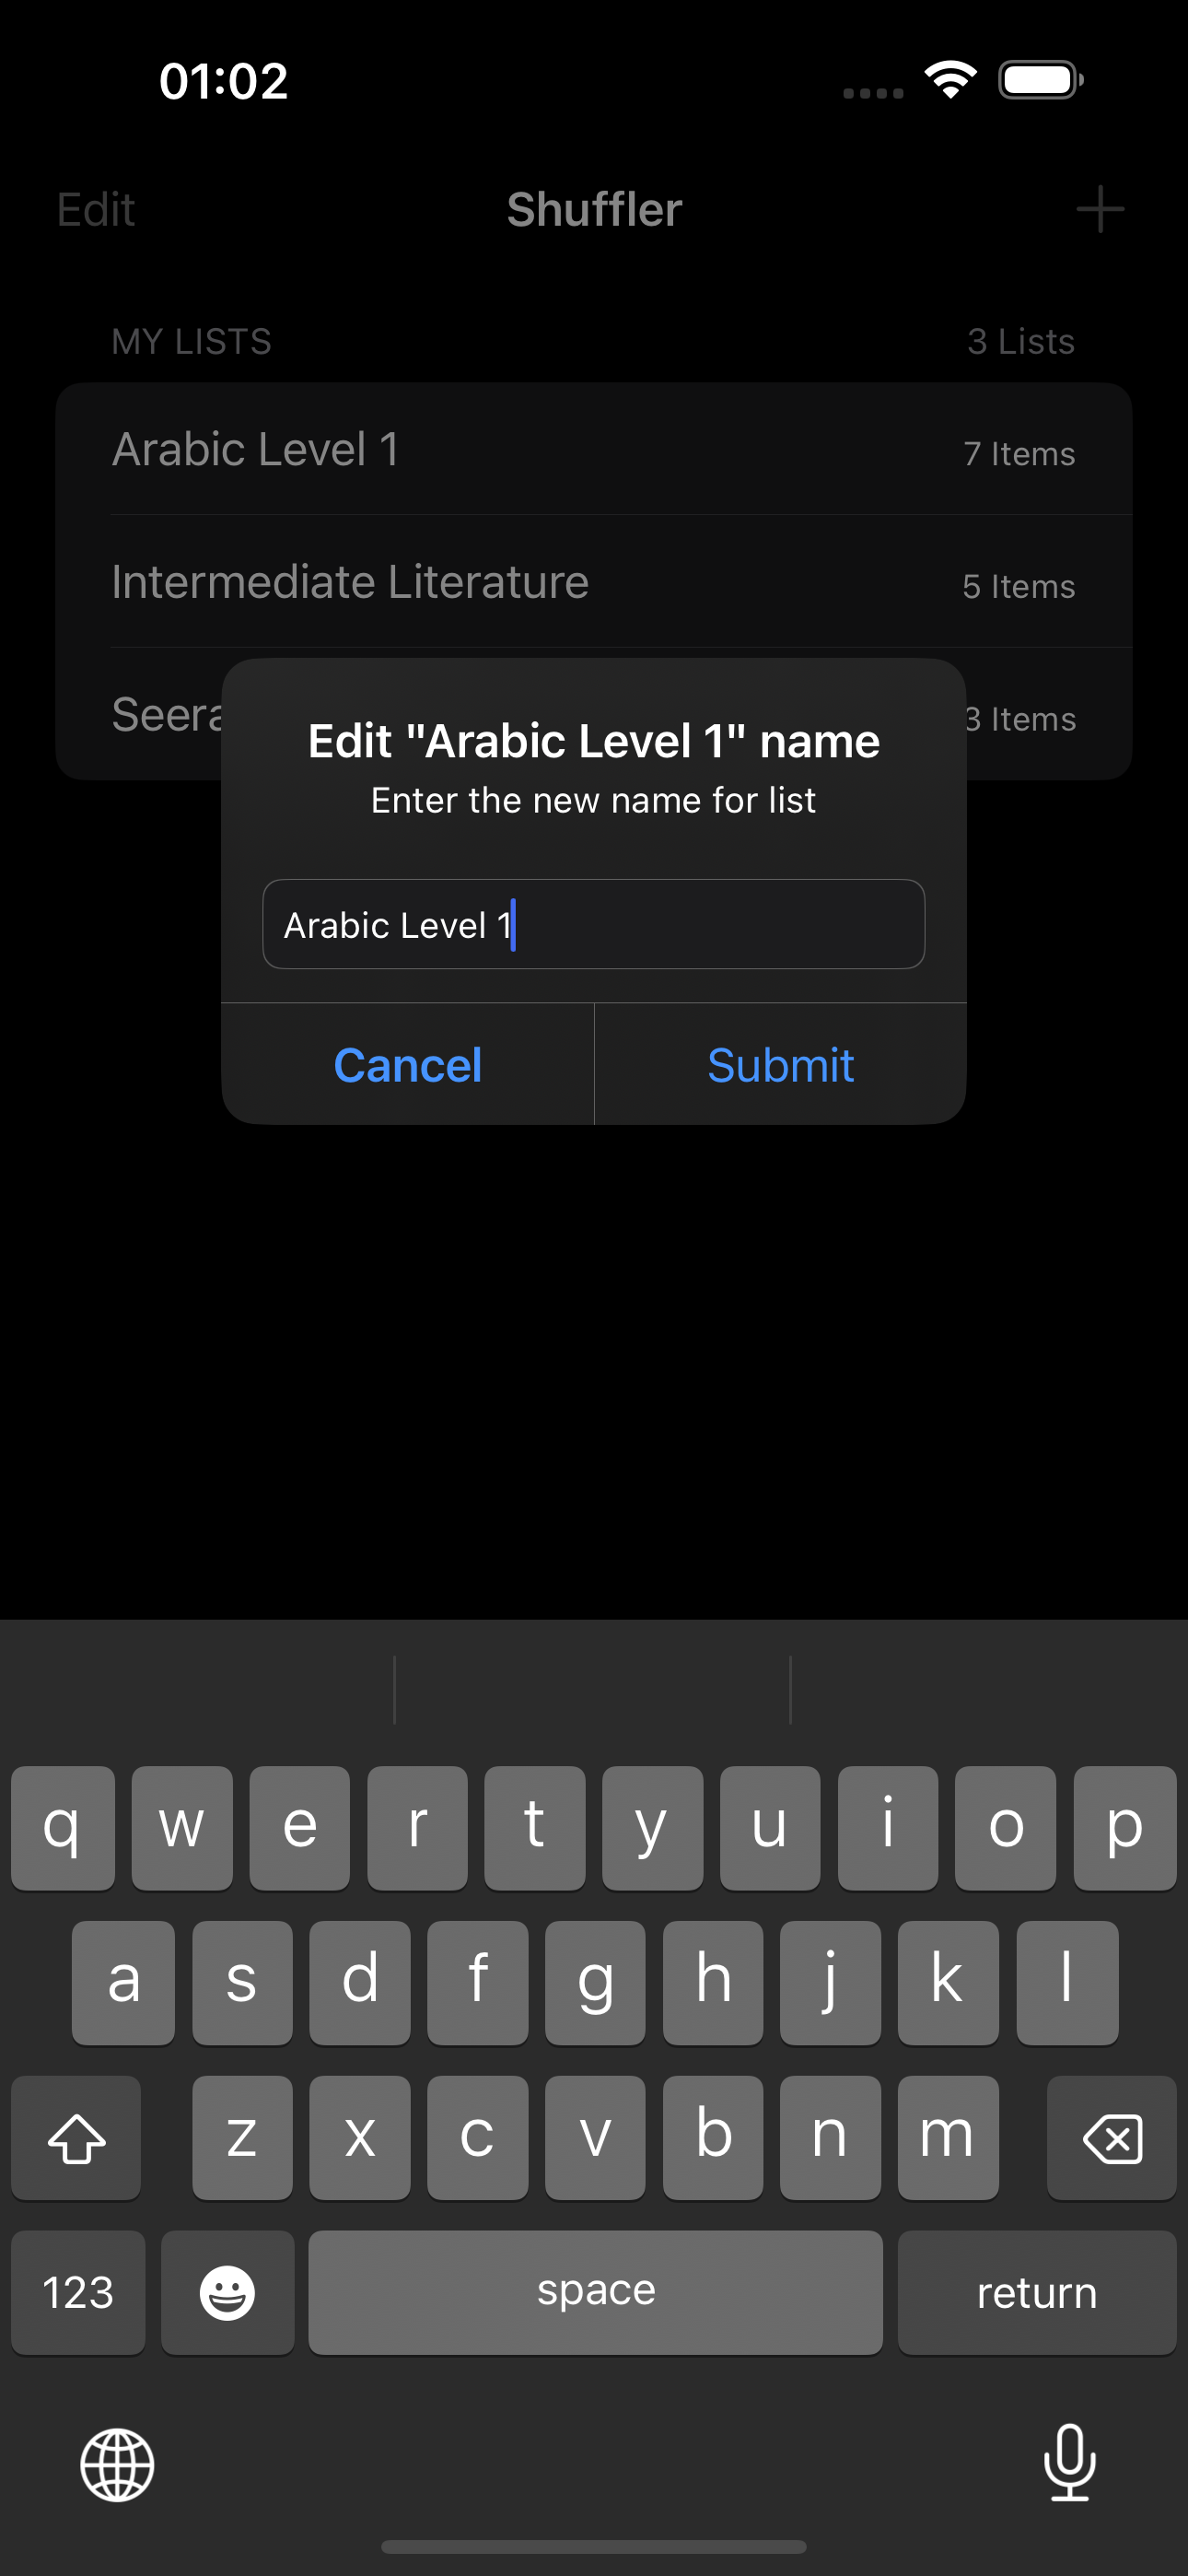 01:02
Edit Shuffler
MY LISTS 3 Lists
Arabic Level 1 7 Items
Intermediate Literature 5 Items
3 Items
Edit "Arabic Level 1" name
Enter the new name for list
Arabic Level 1
Cancel Submit
q w e r t y u i o p
a s d f g h j k l
z x c v b n m
123 space return